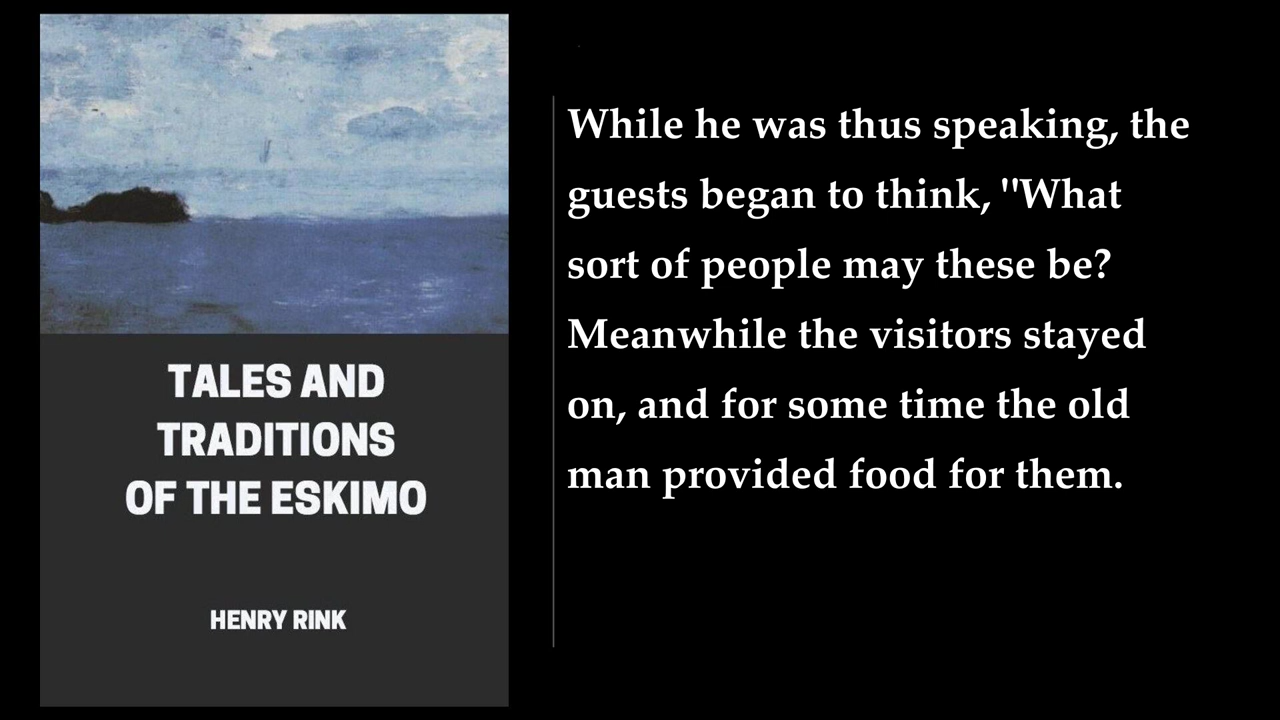 TALES AND
TRADITIONS
OF THE ESKIMO
HENRY RINK
While he was thus speaking, the
guests began to think, "What
sort of people may these be?
Meanwhile the visitors stayed
on, and for some time the old
man provided food for them.